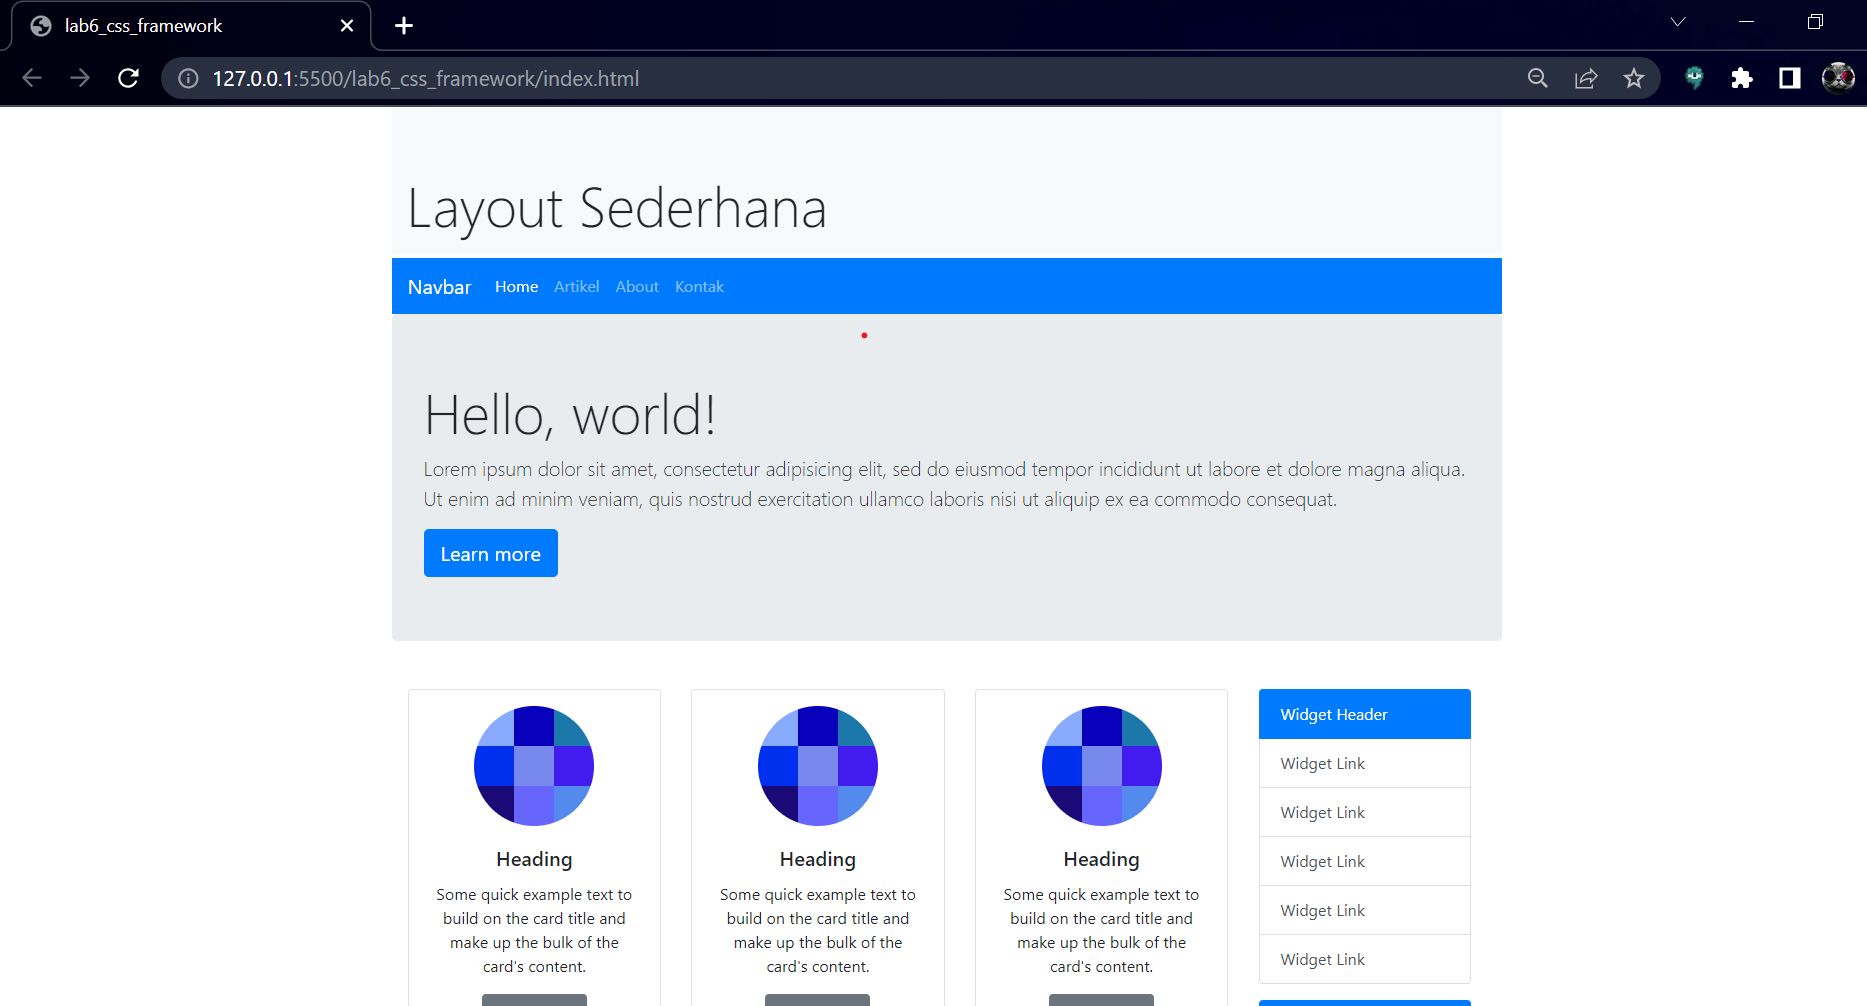 lab6_css_framework
127.0.0.1:5500/lab6_css_framework/index.html
Layout Sederhana
Navbar Home Artikel About Kontak
Hello, world!
Lorem ipsum dolor sit amet, consectetur adipisicing elit, sed do eiusmod tempor incididunt ut labore et dolore magna aliqua.
Ut enim ad minim veniam, quis nostrud exercitation ullamco laboris nisi ut aliquip ex ea commodo consequat.
Learn more
Heading
Some quick example text to
build on the card title and
make up the bulk of the
card's content.
Heading
Some quick example text to
build on the card title and
make up the bulk of the
card's content.
Heading
Some quick example text to
build on the card title and
make up the bulk of the
card's content.
Widget Header
Widget Link
Widget Link
Widget Link
Widget Link
Widget Link